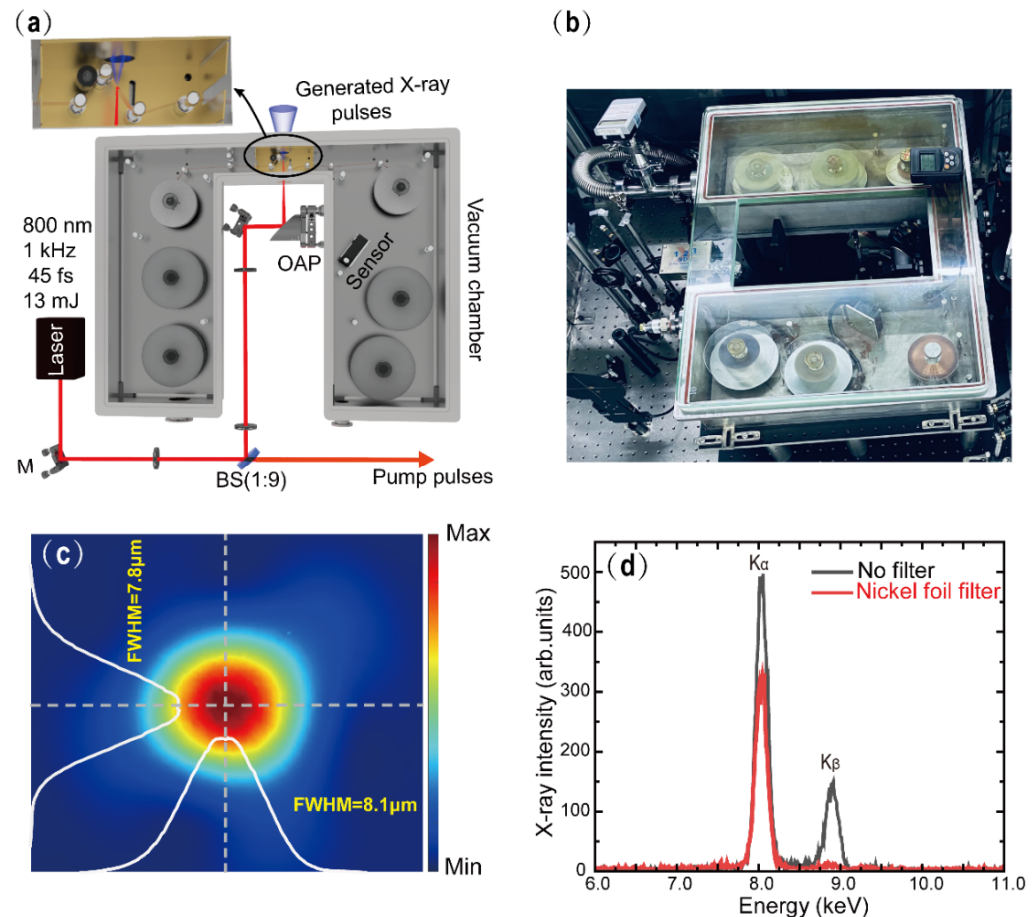 (a)
Generated X-ray
pulses
800 nm
1 kHz
45 fs
13 mJ
Laser
OAP
Sensor
Vacuum chamber
M
BS(1:9)
Pump pulses
(b)
(c)
FWHM=7.8μm
FWHM=8.1μm
Max
Min
(d)
Kα
Kβ
No filter
Nickel foil filter
X-ray intensity (arb.units)
500
400
300
200
100
0
6.0 7.0 8.0 9.0 10.0 11.0
Energy (keV)